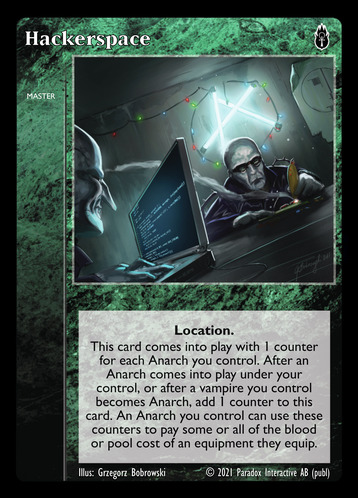 Hackerspace
MASTER
Location.
This card comes into play with 1 counter
for each Anarch you control. After an
Anarch comes into play under your
control, or after a vampire you control
becomes Anarch, add 1 counter to this
card. An Anarch you control can use these
counters to pay some or all of the blood
or pool cost of an equipment they equip.
Illus: Grzegorz Bobrowski © 2021 Paradox Interactive AB (publ)